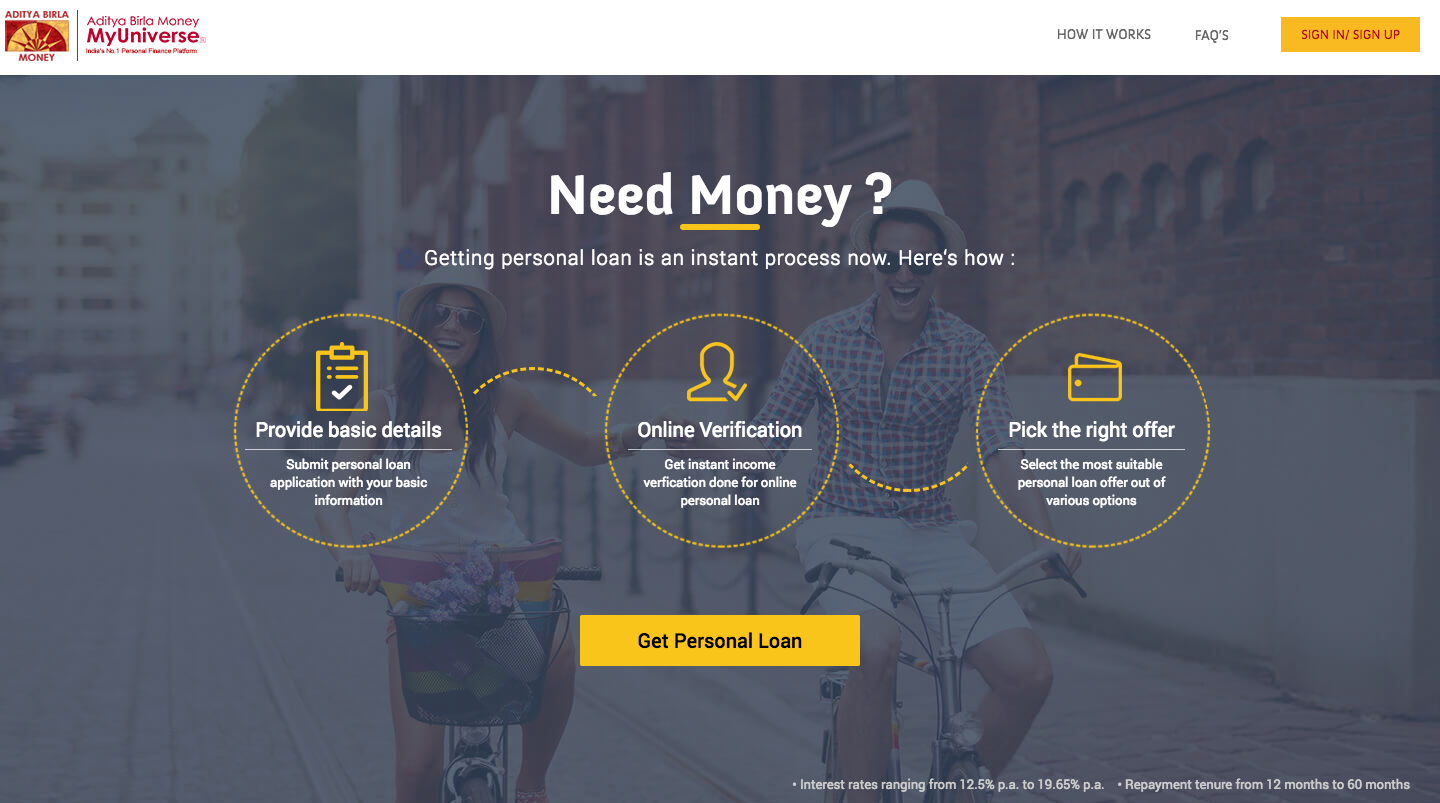 ADITYA BIRLA
MONEY
Aditya Birla Money
MyUniverse
India's No.1 Personal Finance Platform
HOW IT WORKS
FAQ'S
SIGN IN/ SIGN UP
Need Money ?
Getting personal loan is an instant process now. Here's how :
Provide basic details
Submit personal loan
application with your basic
information
Online Verification
Get instant income
verfication done for online
personal loan
Pick the right offer
Select the most suitable
personal loan offer out of
various options
Get Personal Loan
• Interest rates ranging from 12.5% p.a. to 19.65% p.a. • Repayment tenure from 12 months to 60 months